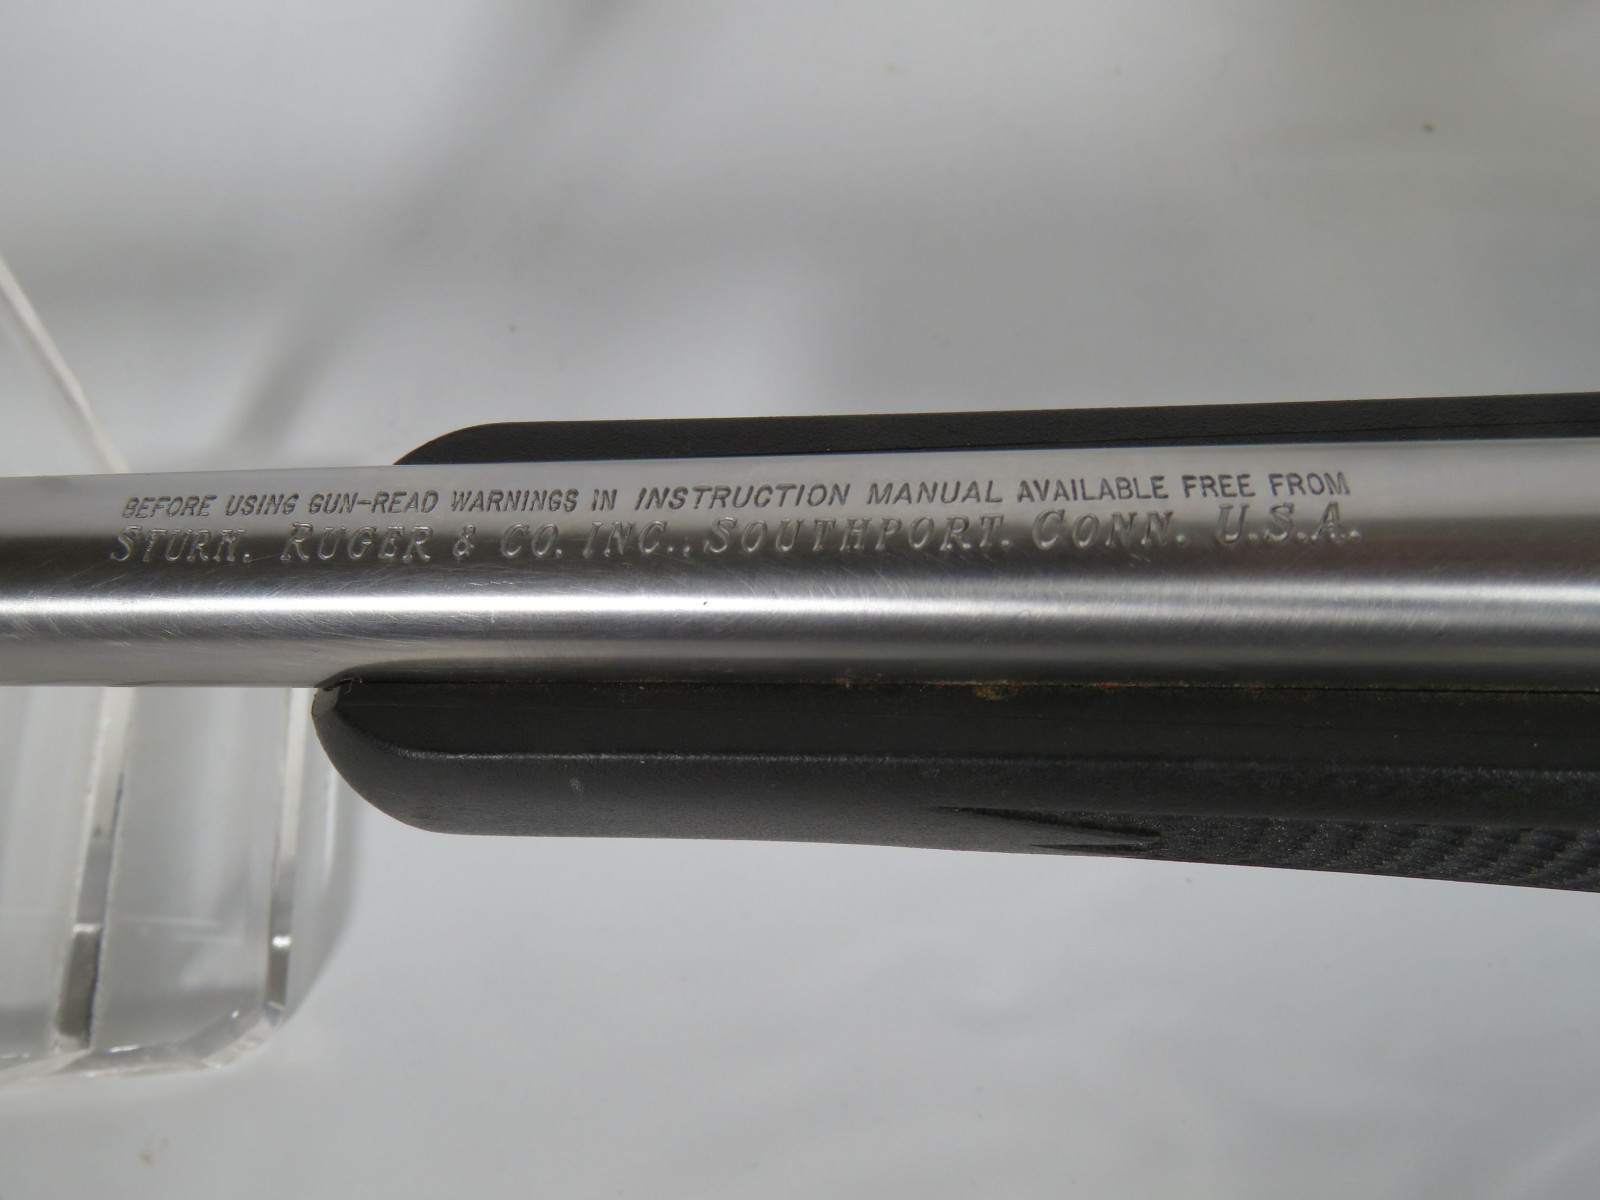 BEFORE USING GUN-READ WARNINGS IN INSTRUCTION MANUAL AVAILABLE FREE FROM
STURM, RUGER & CO. INC., SOUTHPORT, CONN. U.S.A.